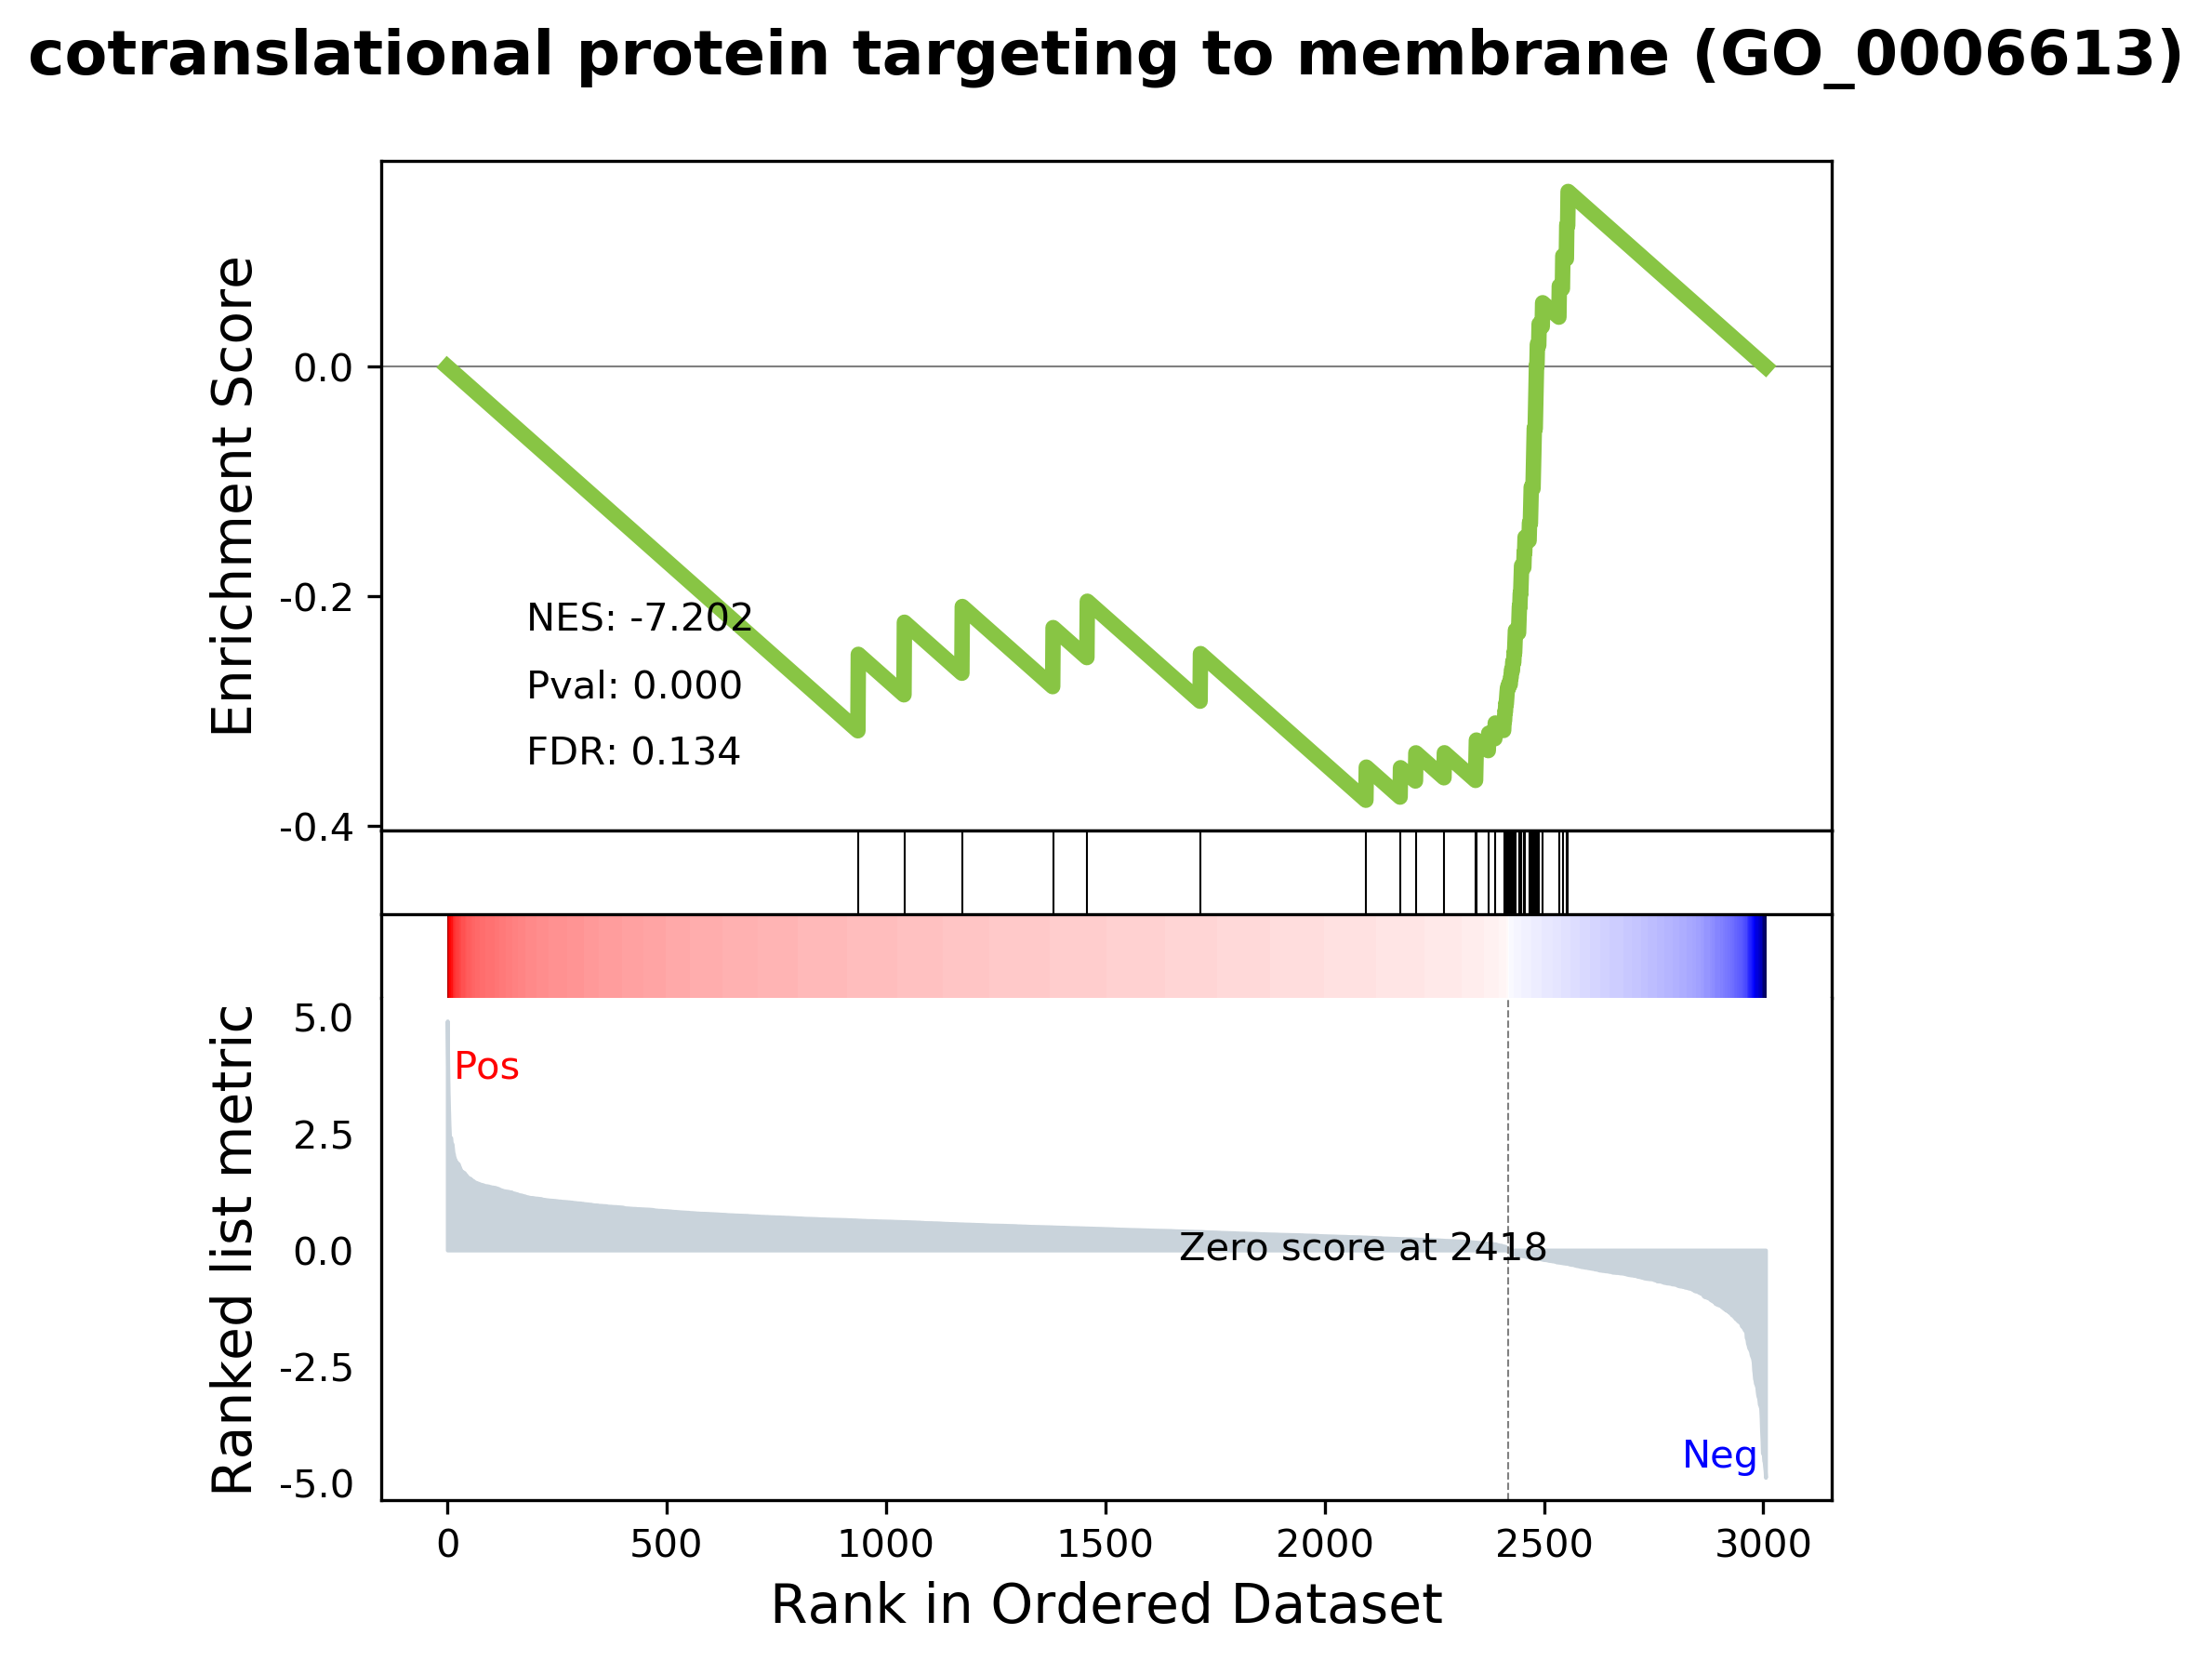 cotranslational protein targeting to membrane (GO_0006613)
Enrichment Score
0.0
-0.2
-0.4
NES: -7.202
Pval: 0.000
FDR: 0.134
Ranked list metric
5.0
2.5
0.0
-2.5
-5.0
Pos
Zero score at 2418
Neg
0 500 1000 1500 2000 2500 3000
Rank in Ordered Dataset